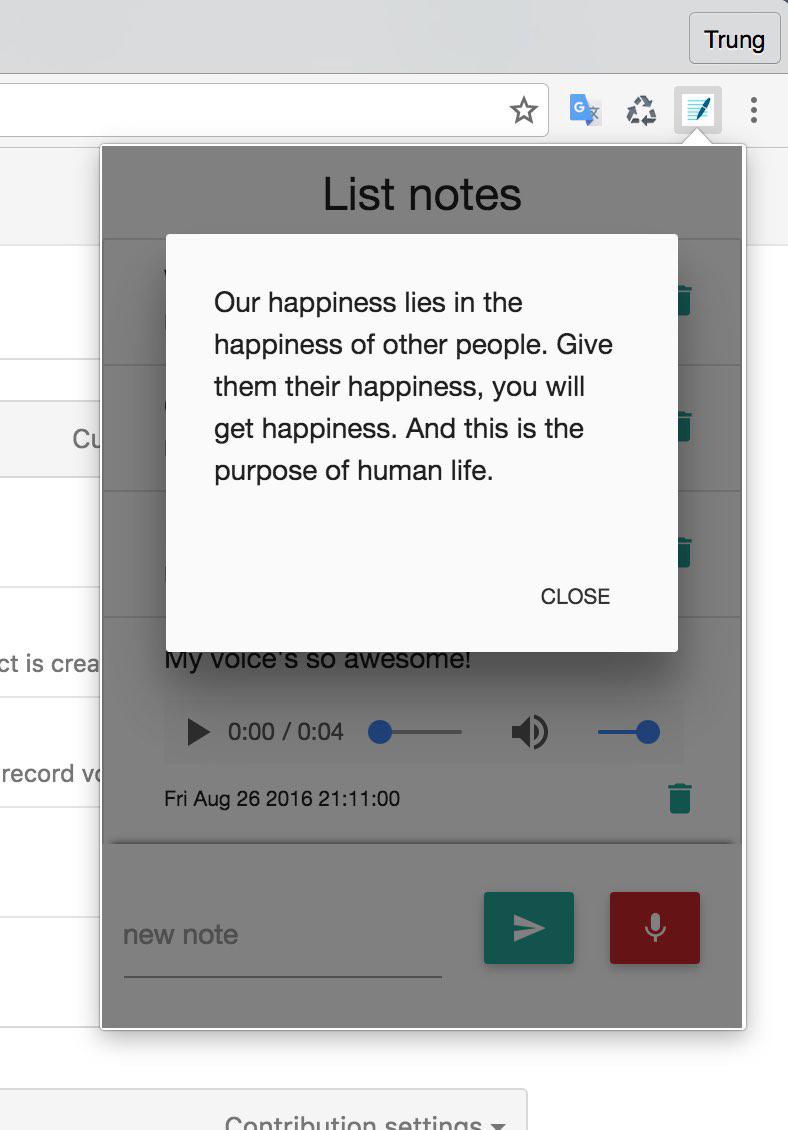 Trung
List notes
Our happiness lies in the
happiness of other people. Give
them their happiness, you will
get happiness. And this is the
purpose of human life.
CLOSE
My voice's so awesome!
ct is crea
0:00 / 0:04
record
Fri Aug 26 2016 21:11:00
new note
Contribution settings